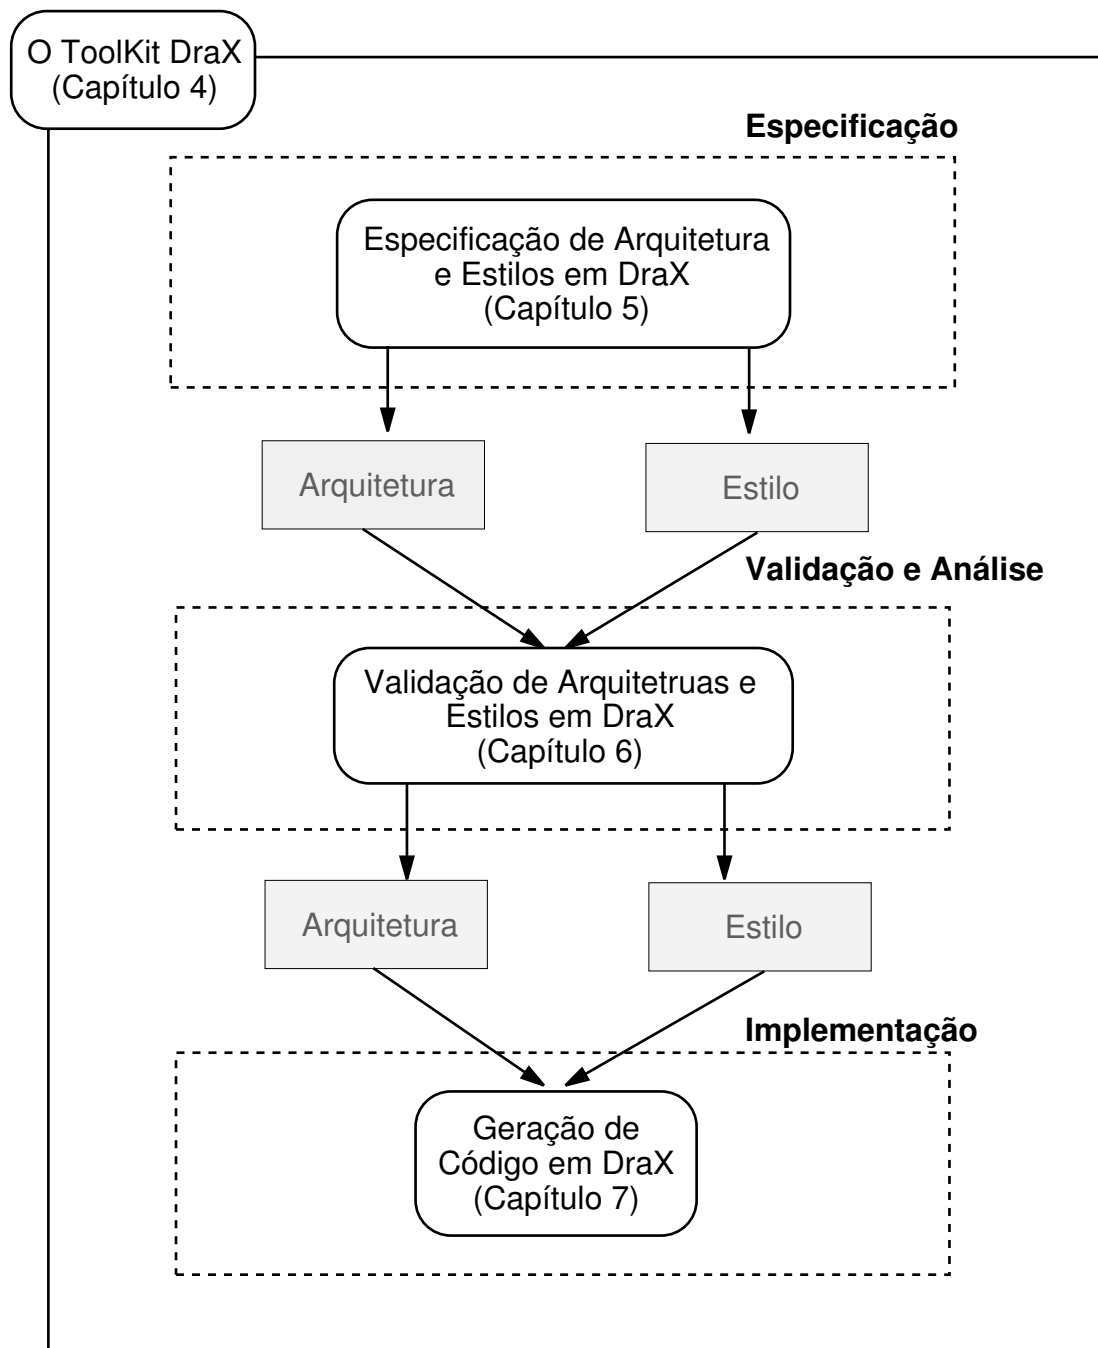 O ToolKit DraX
(Capítulo 4)
Especificação
Especificação de Arquitetura
e Estilos em DraX
(Capítulo 5)
Arquitetura
Estilo
Validação e Análise
Validação de Arquitetruas e
Estilos em DraX
(Capítulo 6)
Arquitetura
Estilo
Implementação
Geração de
Código em DraX
(Capítulo 7)